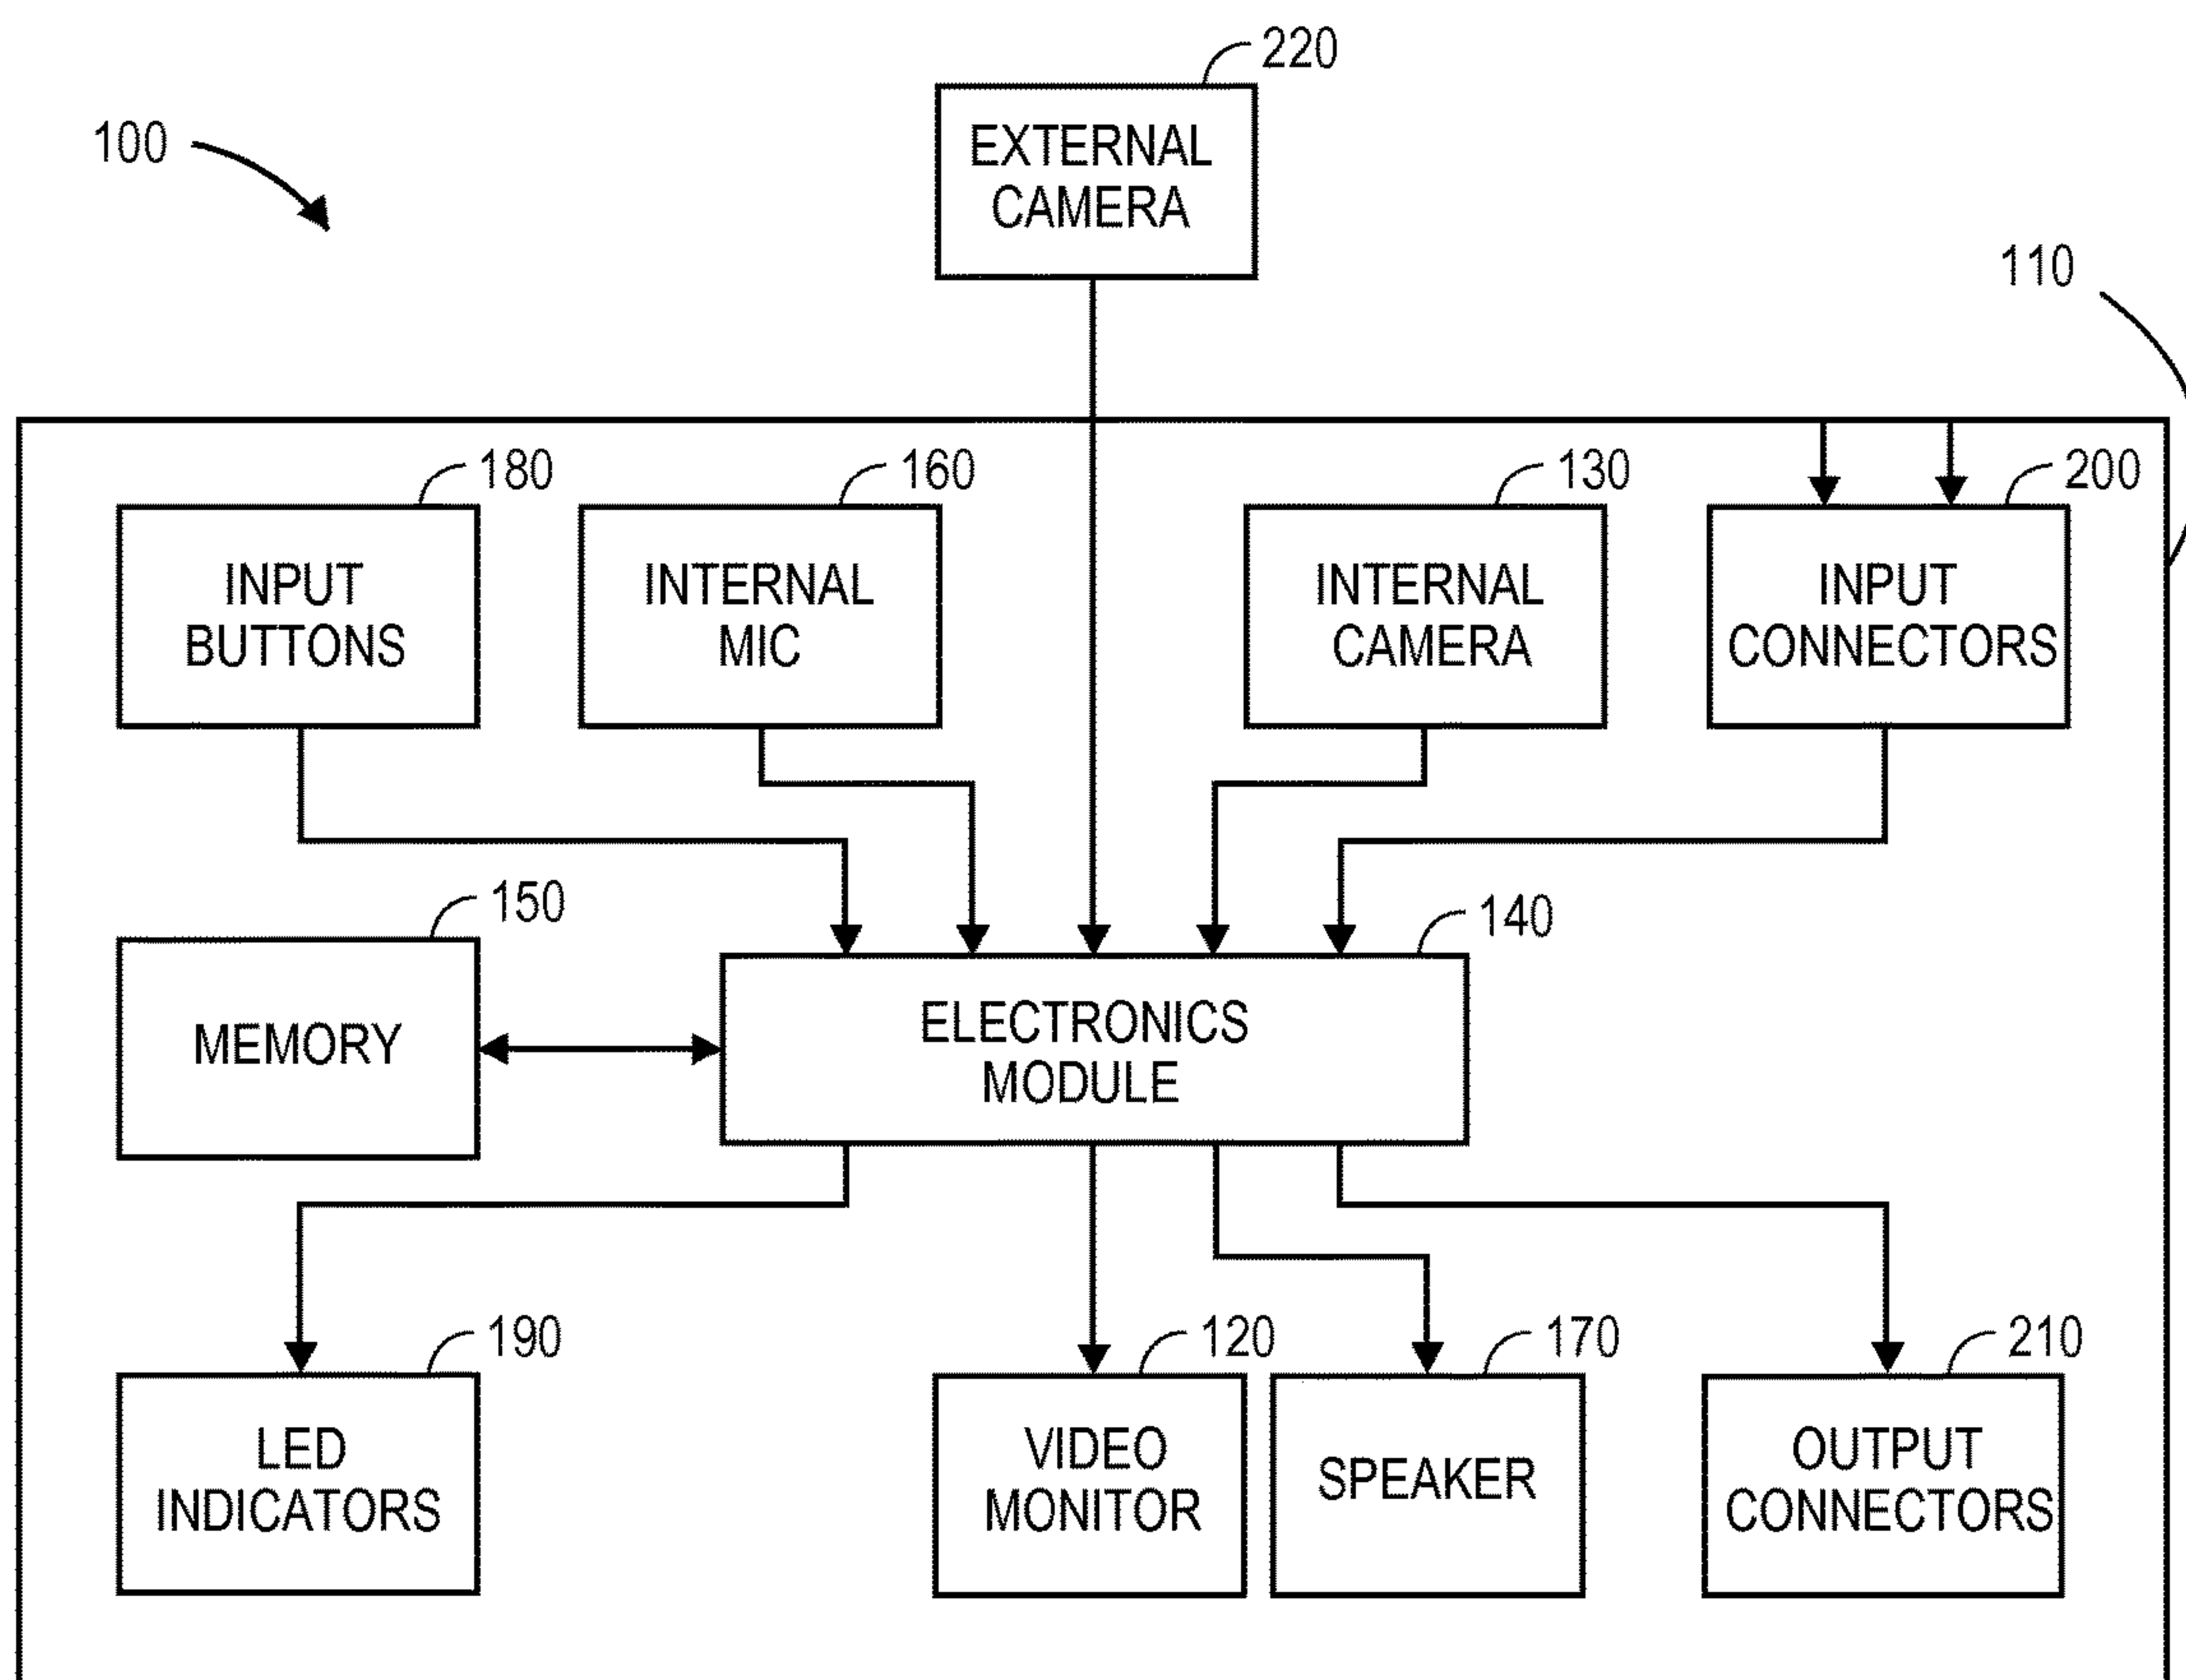 220
EXTERNAL
CAMERA
100
110
180
160
130
200
INPUT
BUTTONS
INTERNAL
MIC
INTERNAL
CAMERA
INPUT
CONNECTORS
150
140
MEMORY
ELECTRONICS
MODULE
190
120
170
210
LED
INDICATORS
VIDEO
MONITOR
SPEAKER
OUTPUT
CONNECTORS